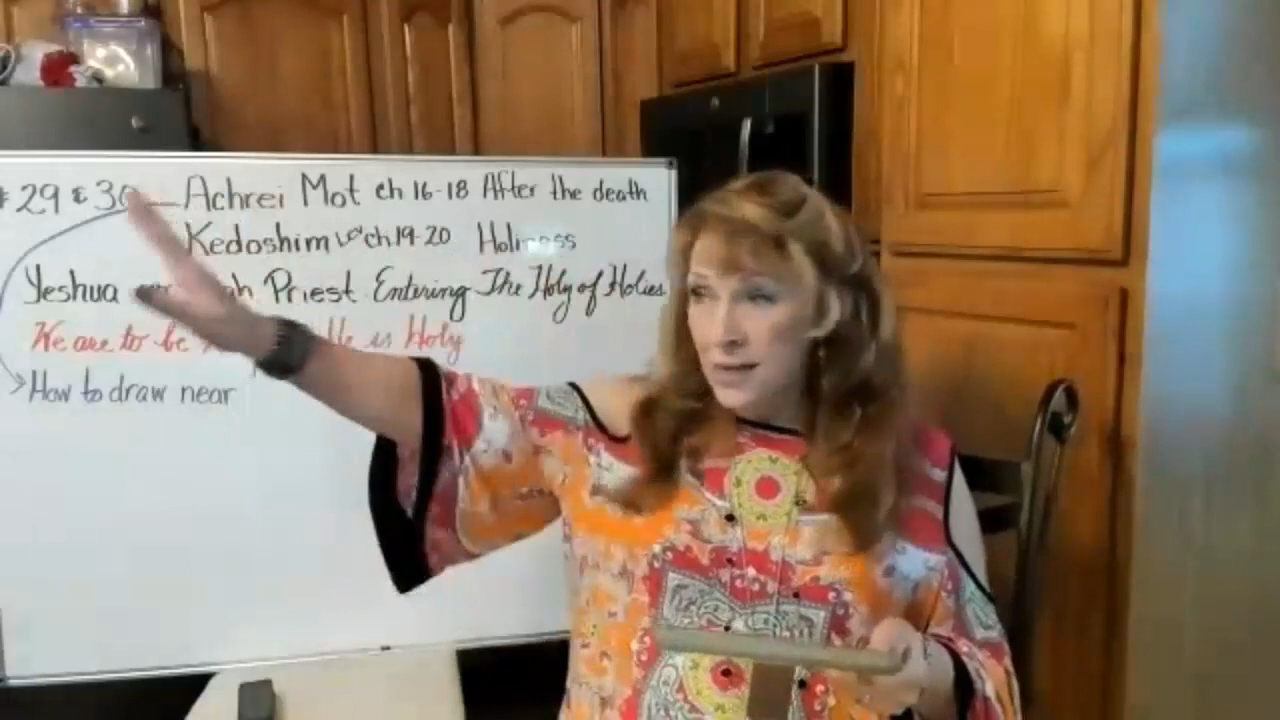 # 29 & 30 Achrei Mot ch 16-18 After the death
Kedoshim Lev ch 19-20 Holiness
Yeshua Priest Entering The Holy of Holies
We are to be is Holy
How to draw near